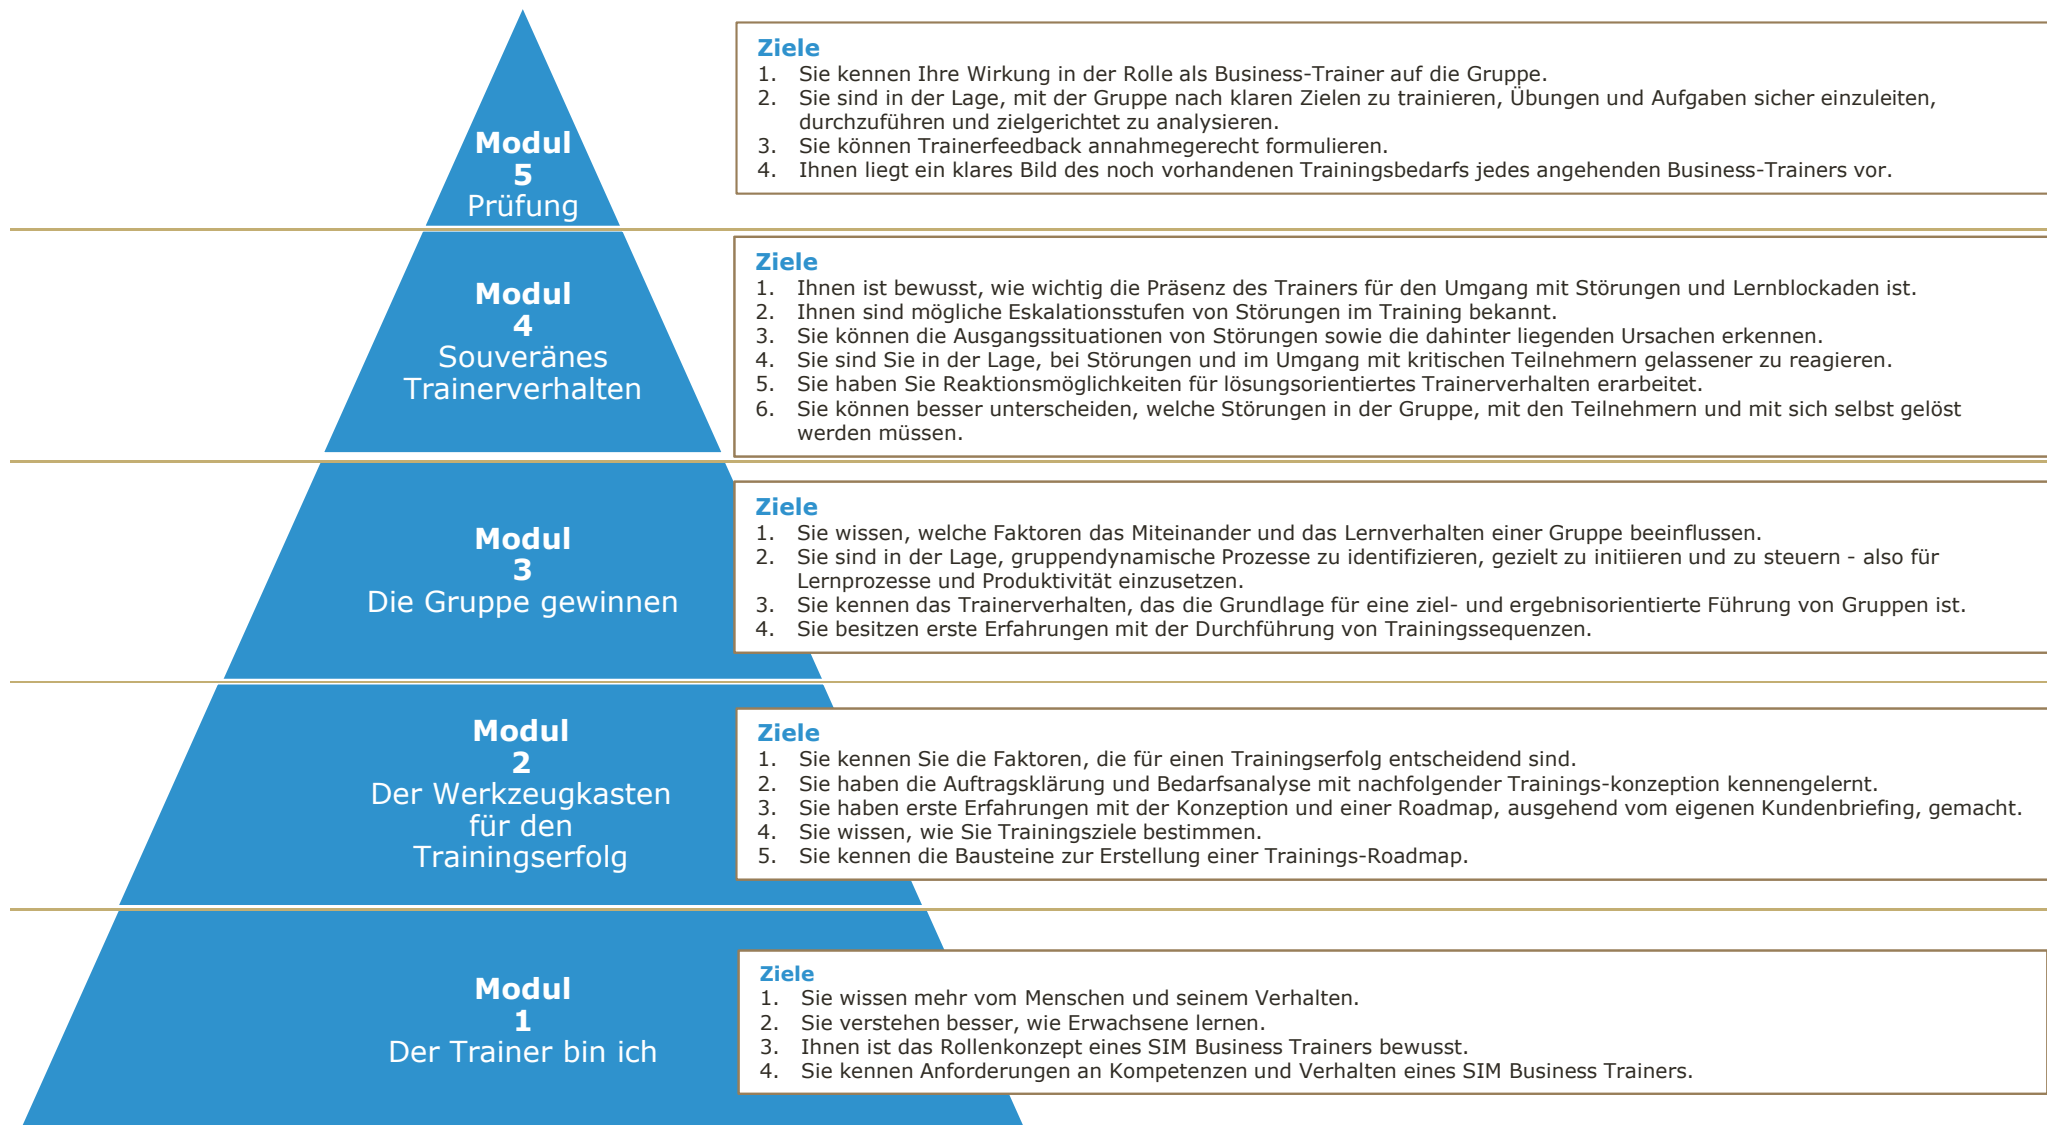 Modul
5
Prüfung
Ziele
1. Sie kennen Ihre Wirkung in der Rolle als Business-Trainer auf die Gruppe.
2. Sie sind in der Lage, mit der Gruppe nach klaren Zielen zu trainieren, Übungen und Aufgaben sicher einzuleiten,
durchzuführen und zielgerichtet zu analysieren.
3. Sie können Trainerfeedback annahmegerecht formulieren.
4. Ihnen liegt ein klares Bild des noch vorhandenen Trainingsbedarfs jedes angehenden Business-Trainers vor.
Modul
4
Souveränes
Trainerverhalten
Ziele
1. Ihnen ist bewusst, wie wichtig die Präsenz des Trainers für den Umgang mit Störungen und Lernblockaden ist.
2. Ihnen sind mögliche Eskalationsstufen von Störungen im Training bekannt.
3. Sie können die Ausgangssituationen von Störungen sowie die dahinter liegenden Ursachen erkennen.
4. Sie sind Sie in der Lage, bei Störungen und im Umgang mit kritischen Teilnehmern gelassener zu reagieren.
5. Sie haben Sie Reaktionsmöglichkeiten für lösungsorientiertes Trainerverhalten erarbeitet.
6. Sie können besser unterscheiden, welche Störungen in der Gruppe, mit den Teilnehmern und mit sich selbst gelöst
werden müssen.
Modul
3
Die Gruppe gewinnen
Ziele
1. Sie wissen, welche Faktoren das Miteinander und das Lernverhalten einer Gruppe beeinflussen.
2. Sie sind in der Lage, gruppendynamische Prozesse zu identifizieren, gezielt zu initiieren und zu steuern - also für
Lernprozesse und Produktivität einzusetzen.
3. Sie kennen das Trainerverhalten, das die Grundlage für eine ziel- und ergebnisorientierte Führung von Gruppen ist.
4. Sie besitzen erste Erfahrungen mit der Durchführung von Trainingssequenzen.
Modul
2
Der Werkzeugkasten
für den
Trainingserfolg
Ziele
1. Sie kennen Sie die Faktoren, die für einen Trainingserfolg entscheidend sind.
2. Sie haben die Auftragsklärung und Bedarfsanalyse mit nachfolgender Trainings-konzeption kennengelernt.
3. Sie haben erste Erfahrungen mit der Konzeption und einer Roadmap, ausgehend vom eigenen Kundenbriefing, gemacht.
4. Sie wissen, wie Sie Trainingsziele bestimmen.
5. Sie kennen die Bausteine zur Erstellung einer Trainings-Roadmap.
Modul
1
Der Trainer bin ich
Ziele
1. Sie wissen mehr vom Menschen und seinem Verhalten.
2. Sie verstehen besser, wie Erwachsene lernen.
3. Ihnen ist das Rollenkonzept eines SIM Business Trainers bewusst.
4. Sie kennen Anforderungen an Kompetenzen und Verhalten eines SIM Business Trainers.